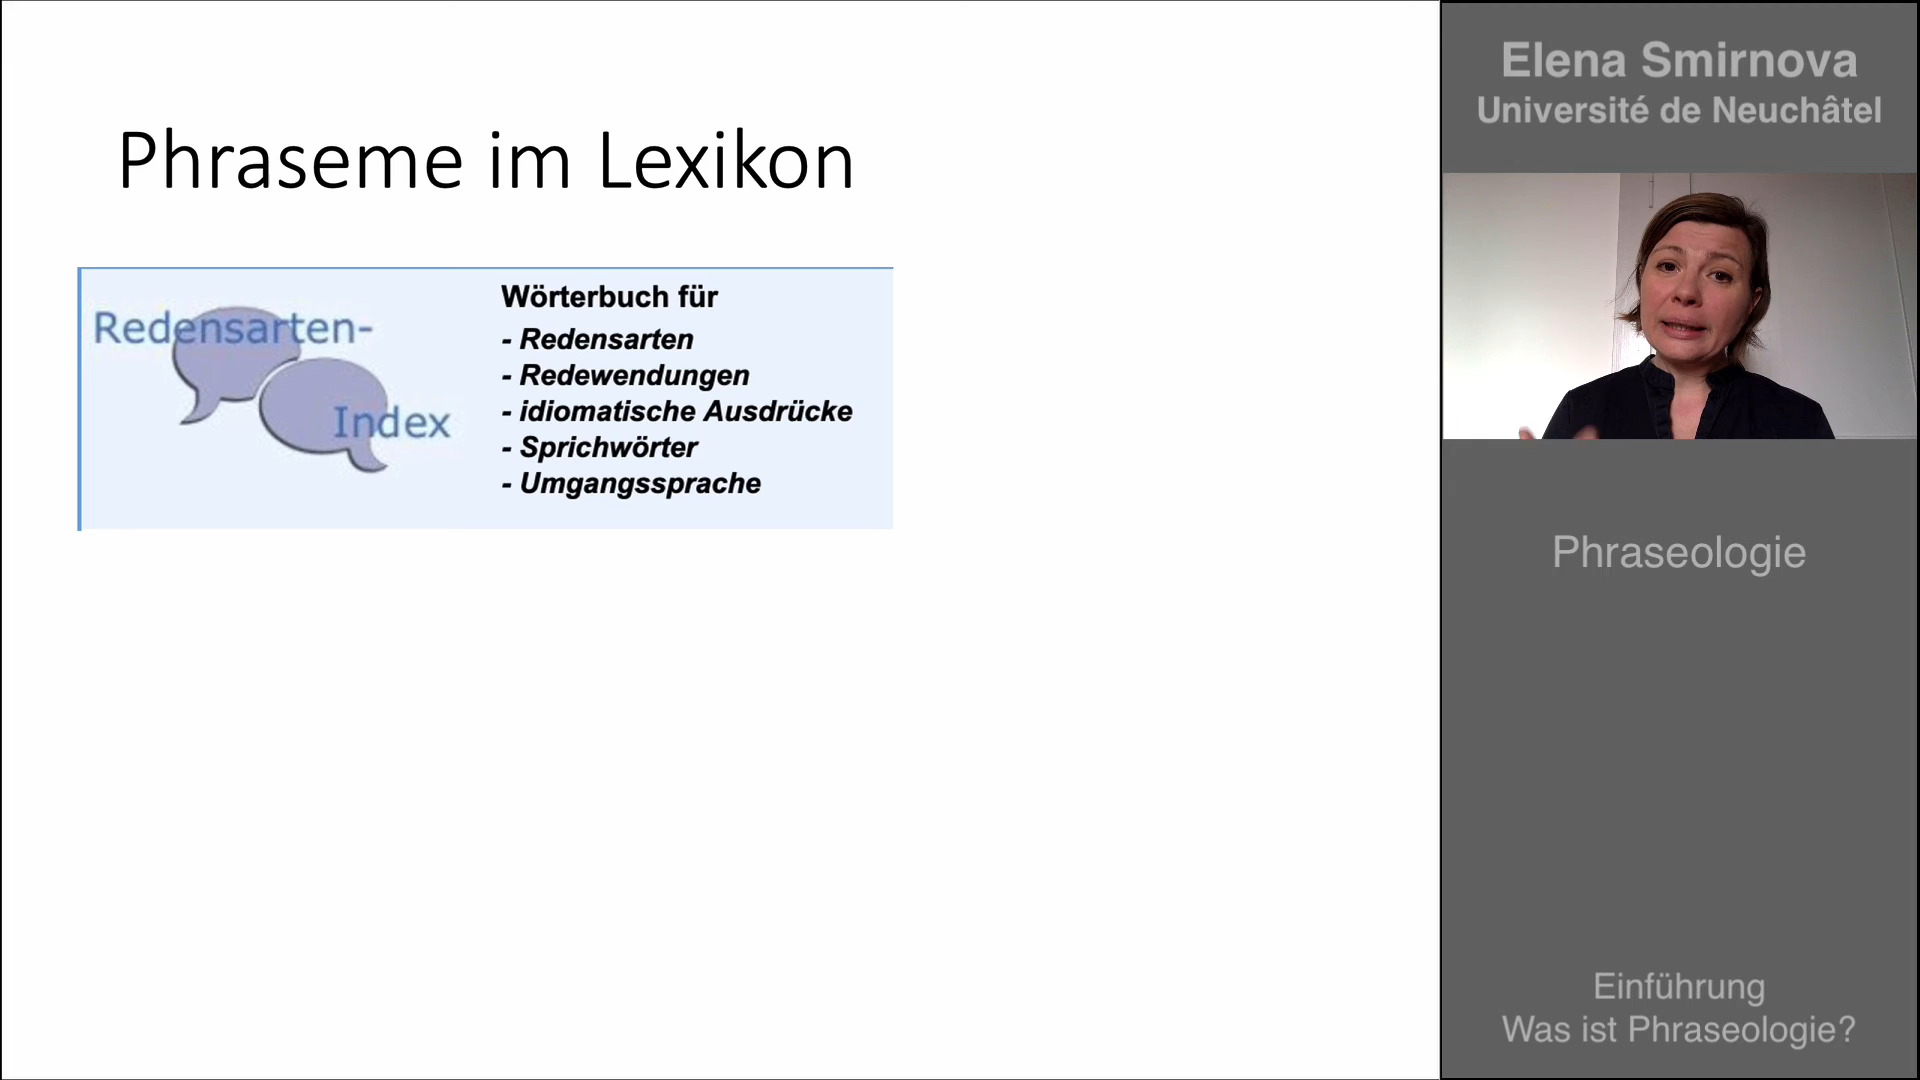 Phraseme im Lexikon
Redensarten-
Index
Wörterbuch für
- Redensarten
- Redewendungen
- idiomatische Ausdrücke
- Sprichwörter
- Umgangssprache
Elena Smirnova
Université de Neuchâtel
Phraseologie
Einführung
Was ist Phraseologie?